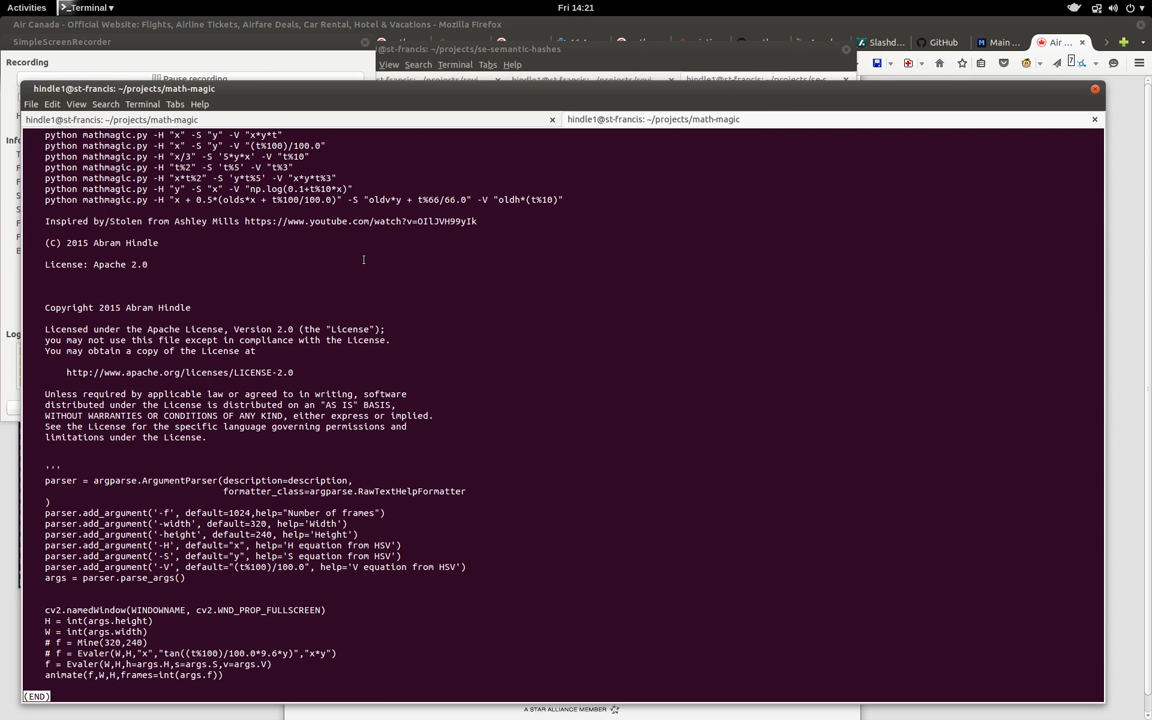 Activities
Terminal
Fri 14:21
Air Canada - Official Website: Flights, Airline Tickets, Airfare Deals, Car Rental, Hotel & Vacations - Mozilla Firefox
SimpleScreenRecorder
@st-francis: ~/projects/se-semantic-hashes
Slashd
GitHub
Main ...
Air ...
Recording
View Search Terminal Tabs Help
Pause recording
hindle1@st-francis: ~/projects/math-magic
File Edit View Search Terminal Tabs Help
hindle1@st-francis: ~/projects/math-magic
hindle1@st-francis: ~/projects/math-magic
python mathmagic.py -H "x" -S "y" -V "x*y*t"
python mathmagic.py -H "x" -S "y" -V "(t%100)/100.0"
python mathmagic.py -H "x/3" -S '5*y*x' -V "t%10"
python mathmagic.py -H "t%2" -S 't%5' -V "t%3"
python mathmagic.py -H "x*t%2" -S 'y*t%5' -V "x*y*t%3"
python mathmagic.py -H "y" -S "x" -V "np.log(0.1+t%10*x)"
python mathmagic.py -H "x + 0.5*(olds*x + t%100/100.0)" -S "oldv*y + t%66/66.0" -V "oldh*(t%10)"
Inspired by/Stolen from Ashley Mills https://www.youtube.com/watch?v=OIlJVH99yIk
(C) 2015 Abram Hindle
License: Apache 2.0
Copyright 2015 Abram Hindle
Licensed under the Apache License, Version 2.0 (the "License");
you may not use this file except in compliance with the License.
You may obtain a copy of the License at
http://www.apache.org/licenses/LICENSE-2.0
Unless required by applicable law or agreed to in writing, software
distributed under the License is distributed on an "AS IS" BASIS,
WITHOUT WARRANTIES OR CONDITIONS OF ANY KIND, either express or implied.
See the License for the specific language governing permissions and
limitations under the License.
'''
parser = argparse.ArgumentParser(description=description,
formatter_class=argparse.RawTextHelpFormatter
)
parser.add_argument('-f', default=1024,help="Number of frames")
parser.add_argument('-width', default=320, help='Width')
parser.add_argument('-height', default=240, help='Height')
parser.add_argument('-H', default="x", help='H equation from HSV')
parser.add_argument('-S', default="y", help='S equation from HSV')
parser.add_argument('-V', default="(t%100)/100.0", help='V equation from HSV')
args = parser.parse_args()
cv2.namedWindow(WINDOWNAME, cv2.WND_PROP_FULLSCREEN)
H = int(args.height)
W = int(args.width)
# f = Mine(320,240)
# f = Evaler(W,H,"x","tan((t%100)/100.0*9.6*y)","x*y")
f = Evaler(W,H,h=args.H,s=args.S,v=args.V)
animate(f,W,H,frames=int(args.f))
(END)
A STAR ALLIANCE MEMBER